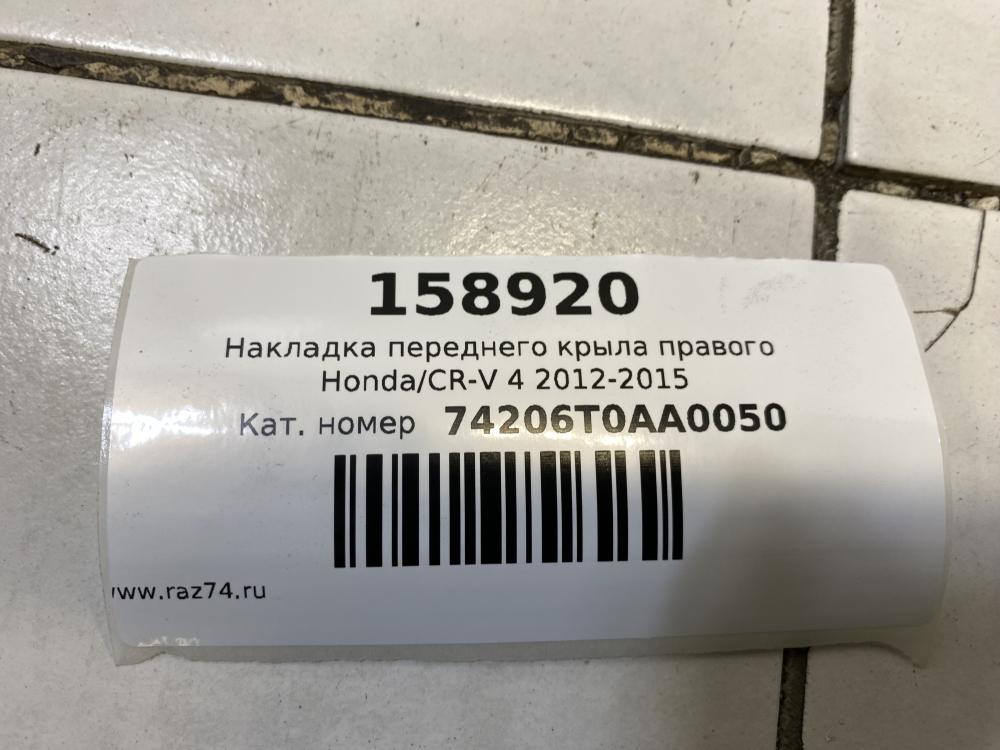 158920
Накладка переднего крыла правого
Honda/CR-V 4 2012-2015
Кат. номер 74206T0AA0050
www.raz74.ru